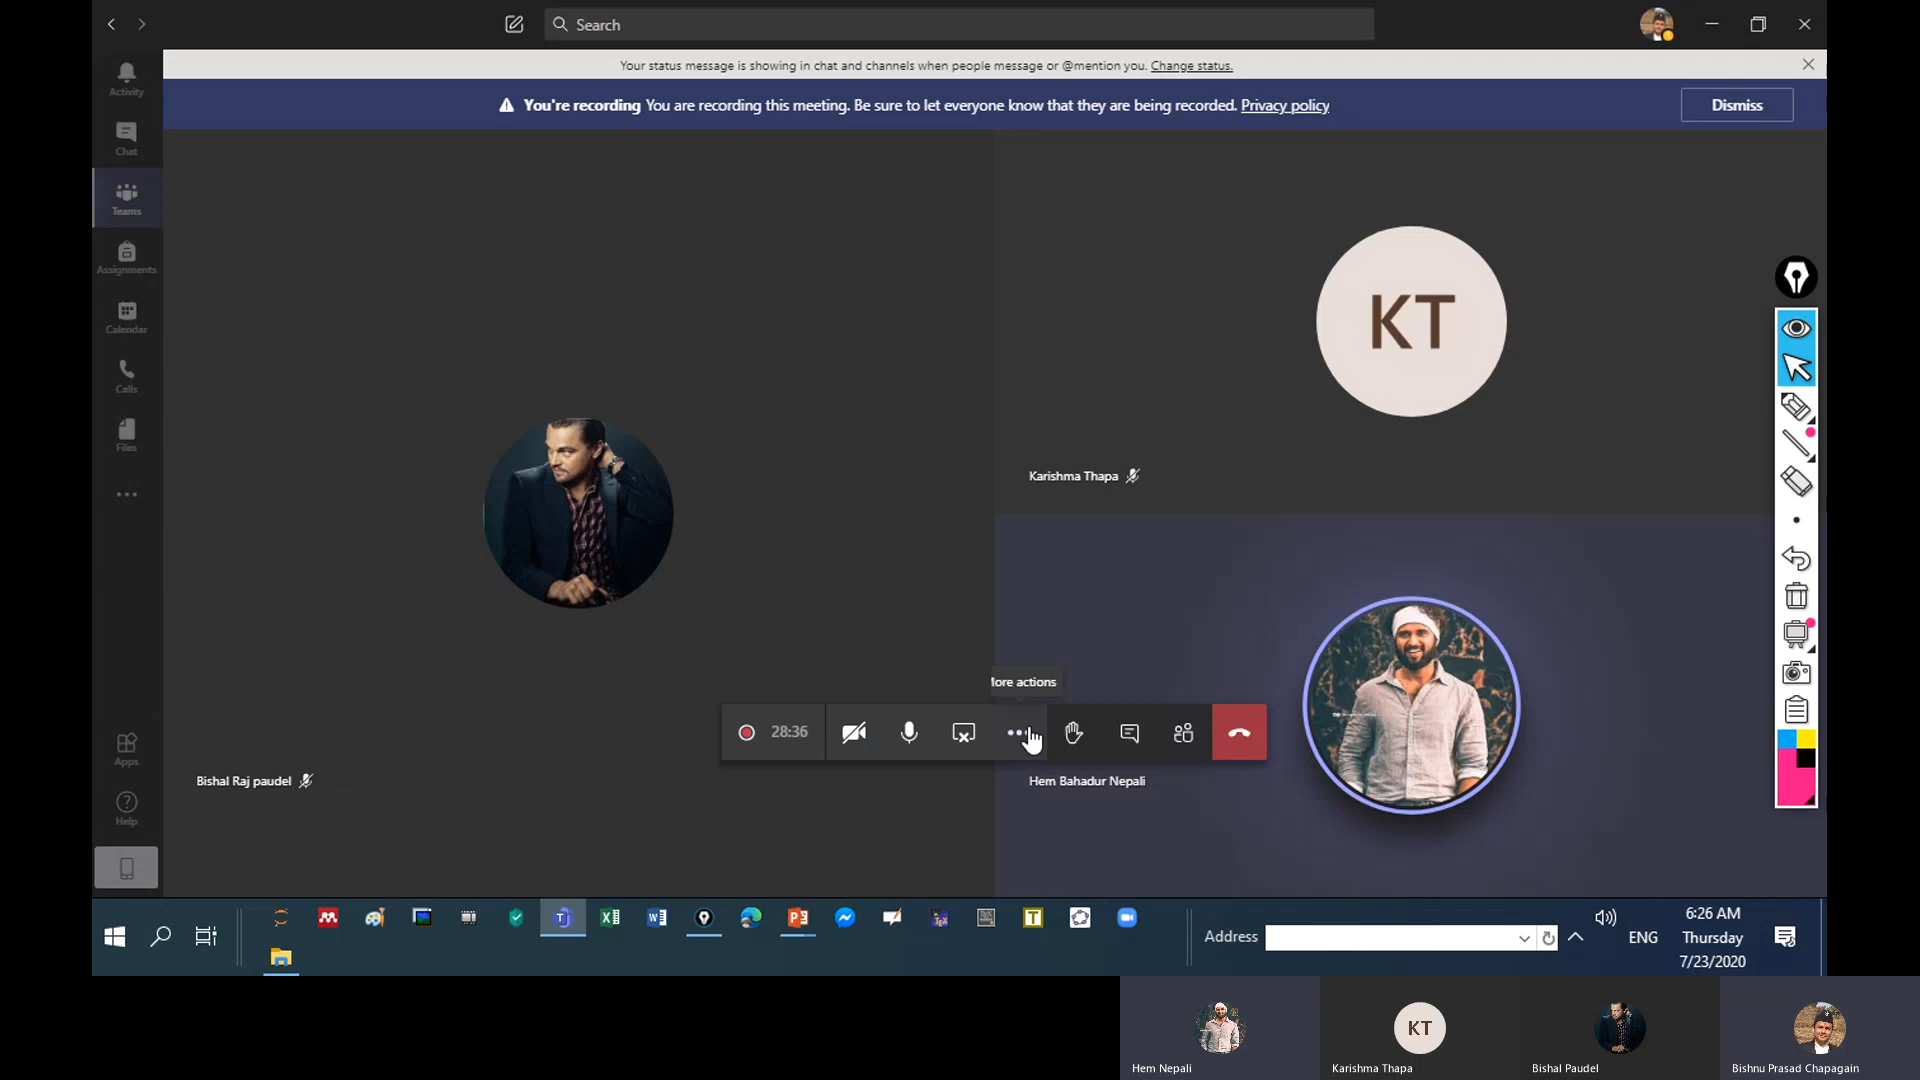 Search
Your status message is showing in chat and channels when people message or @mention you. Change status.
You're recording You are recording this meeting. Be sure to let everyone know that they are being recorded. Privacy policy
Dismiss
Activity
Chat
Teams
Assignments
Calendar
Calls
Files
Apps
Help
KT
Karishma Thapa
ore actions
28:36
Bishal Raj paudel
Hem Bahadur Nepali
Address
ENG
6:26 AM
Thursday
7/23/2020
KT
Hem Nepali
Karishma Thapa
Bishal Paudel
Bishnu Prasad Chapagain